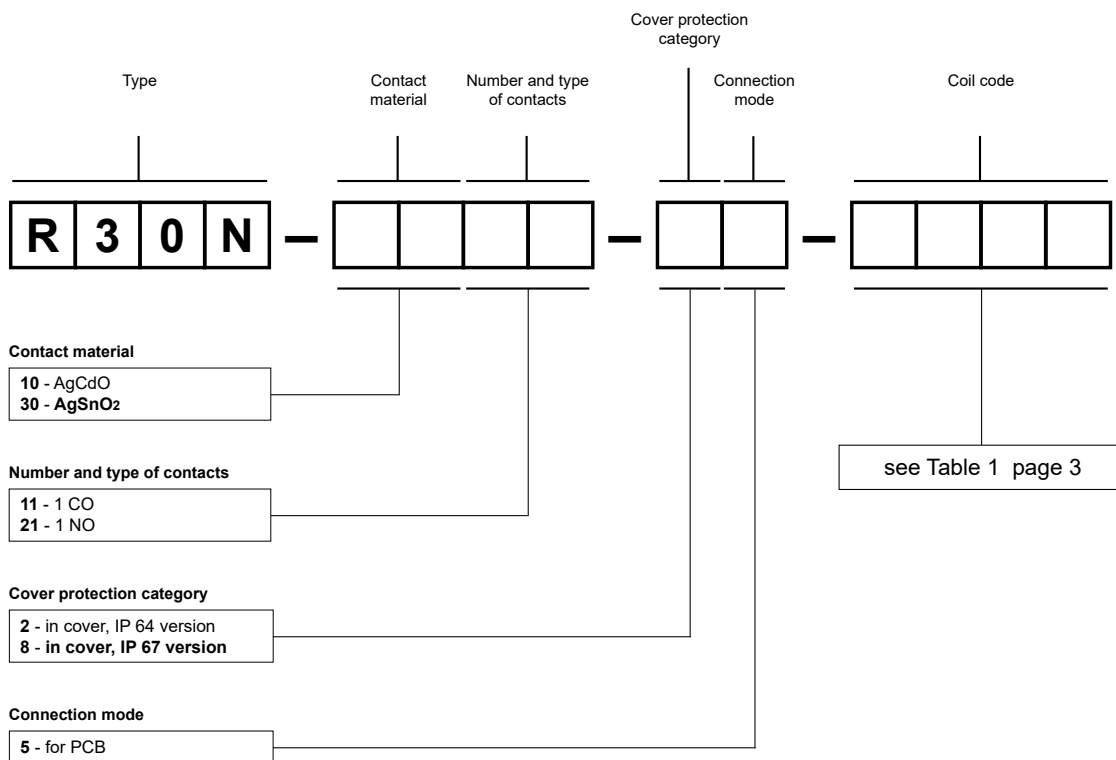 Cover protection
category
Type
Contact
material
Number and type
of contacts
Connection
mode
Coil code
R 3 0 N – – –
Contact material
10 - AgCdO
30 - AgSnO2
Number and type of contacts
11 - 1 CO
21 - 1 NO
see Table 1 page 3
Cover protection category
2 - in cover, IP 64 version
8 - in cover, IP 67 version
Connection mode
5 - for PCB